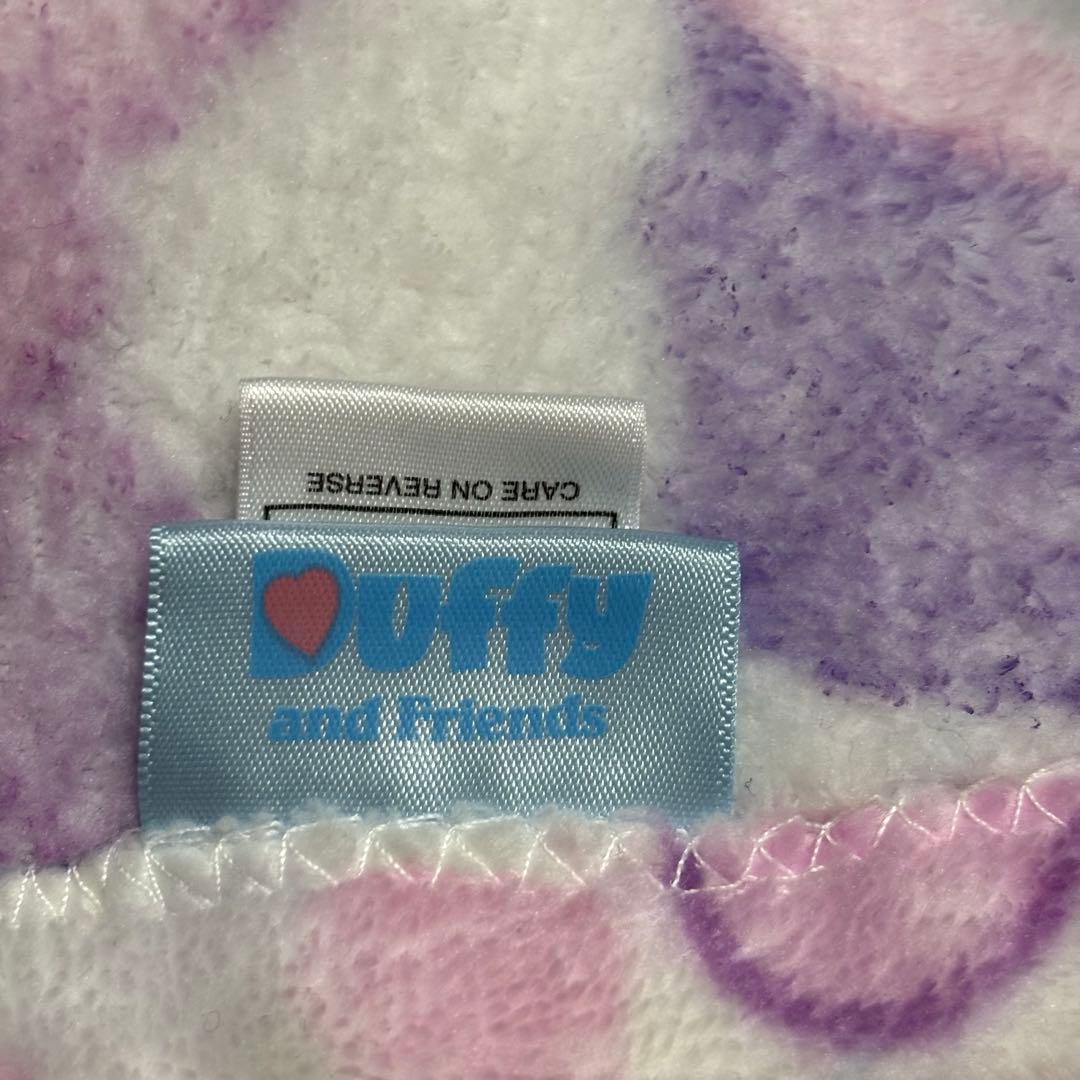 CARE ON REVERSE
Duffy
and Friends